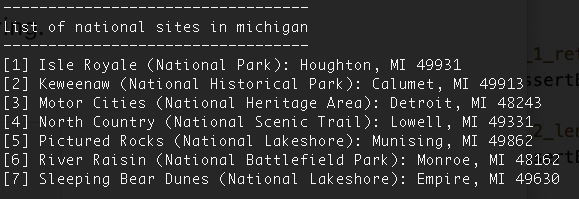 ----------------------------------
List of national sites in michigan
----------------------------------
[1] Isle Royale (National Park): Houghton, MI 49931
[2] Keweenaw (National Historical Park): Calumet, MI 49913
[3] Motor Cities (National Heritage Area): Detroit, MI 48243
[4] North Country (National Scenic Trail): Lowell, MI 49331
[5] Pictured Rocks (National Lakeshore): Munising, MI 49862
[6] River Raisin (National Battlefield Park): Monroe, MI 48162
[7] Sleeping Bear Dunes (National Lakeshore): Empire, MI 49630